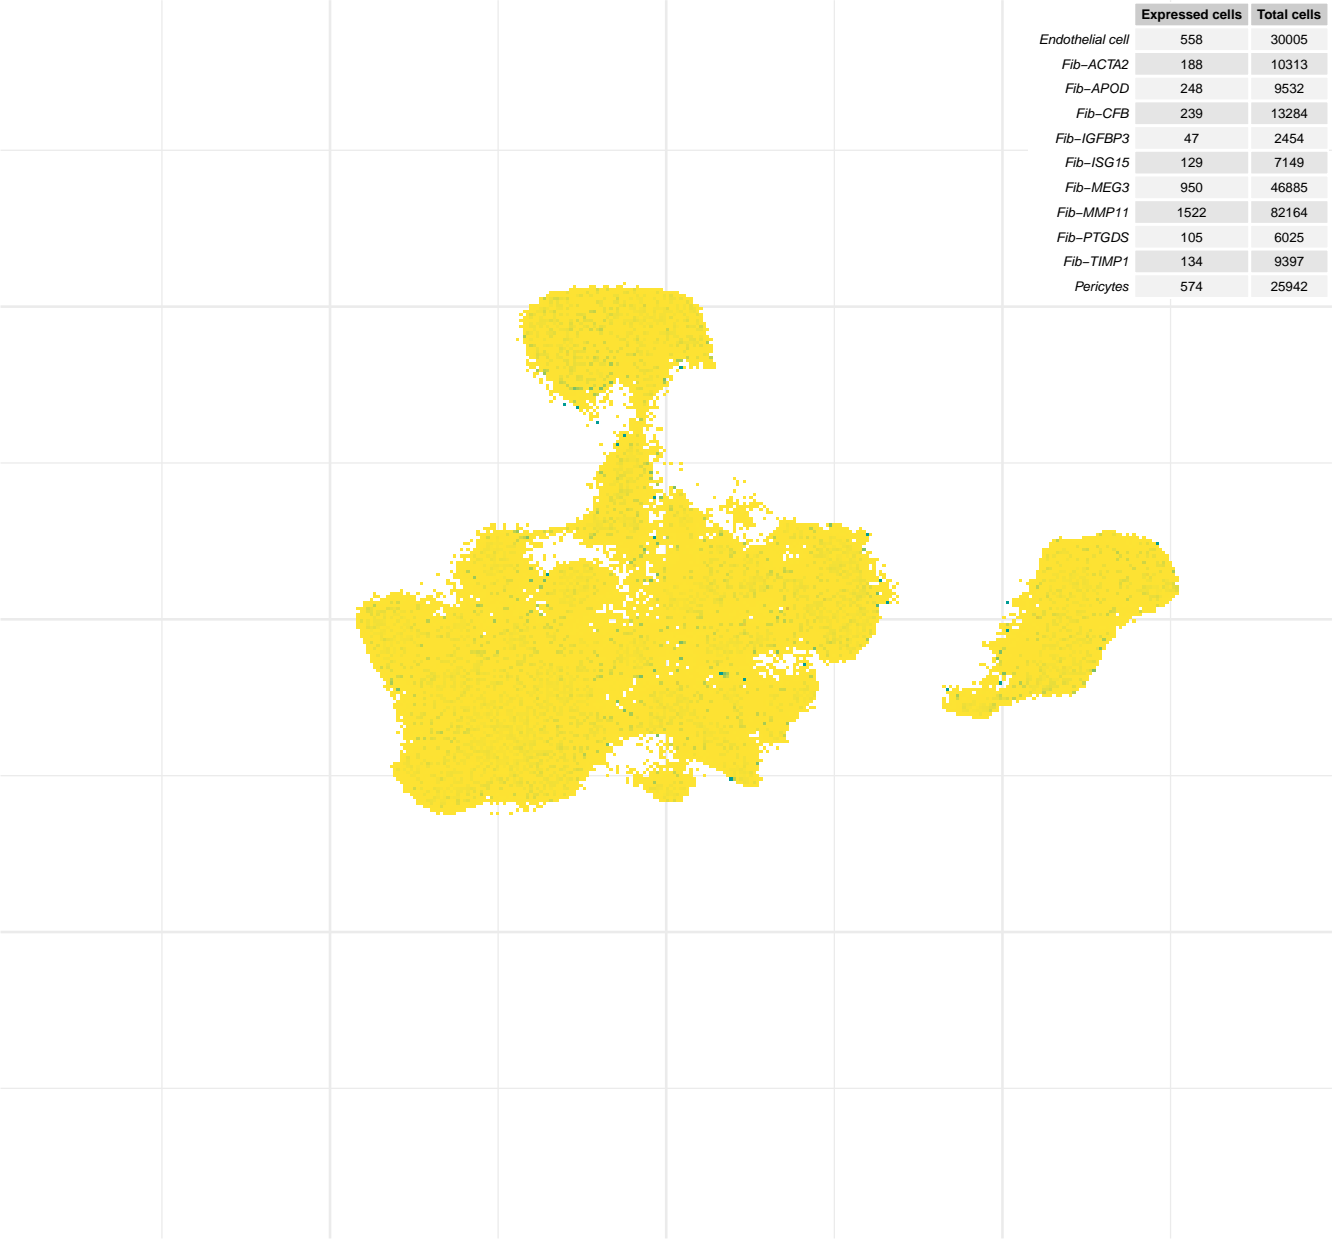 Expressed cells Total cells
Endothelial cell 558 30005
Fib−ACTA2 188 10313
Fib−APOD 248 9532
Fib−CFB 239 13284
Fib−IGFBP3 47 2454
Fib−ISG15 129 7149
Fib−MEG3 950 46885
Fib−MMP11 1522 82164
Fib−PTGDS 105 6025
Fib−TIMP1 134 9397
Pericytes 574 25942